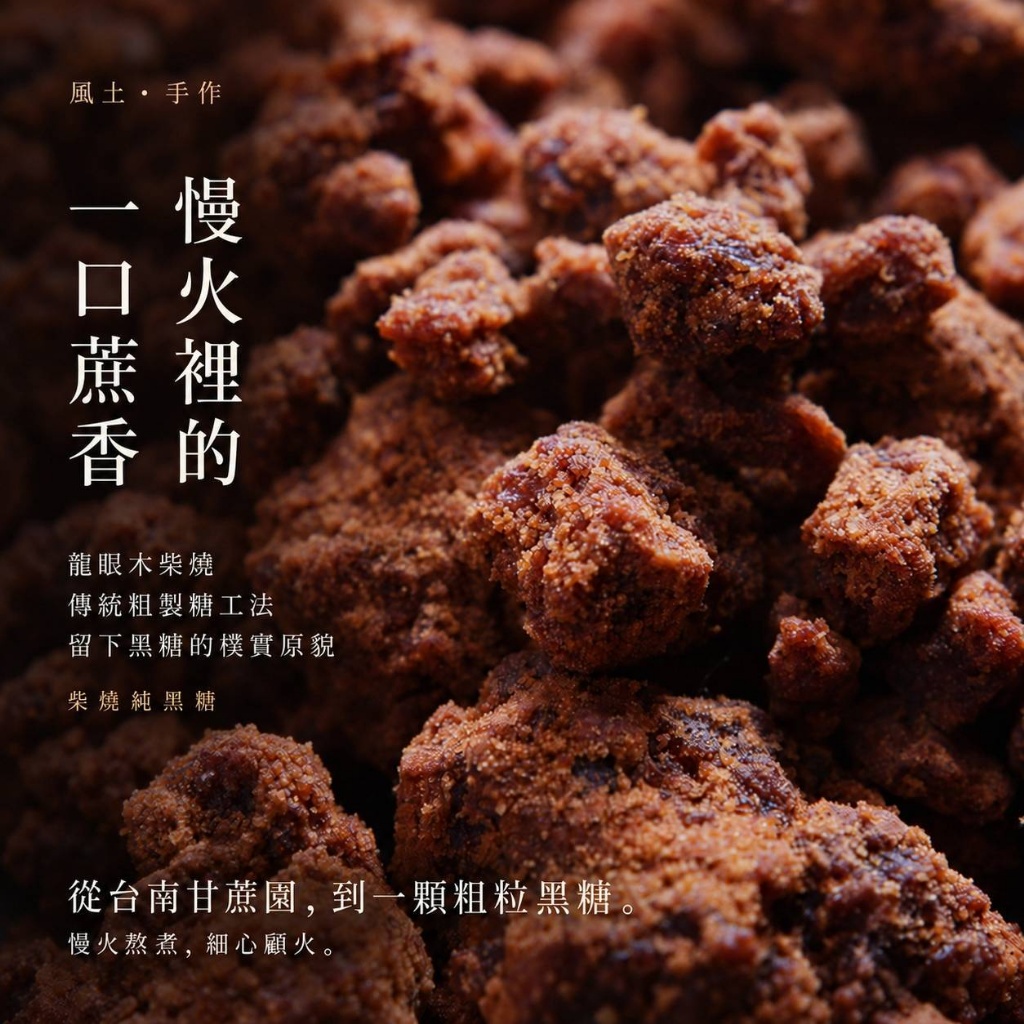 風土・手作
慢火裡的
一口蔗香
龍眼木柴燒
傳統粗製糖工法
留下黑糖的樸實原貌
柴燒純黑糖
從台南甘蔗園，到一顆粗粒黑糖。
慢火熬煮，細心顧火。